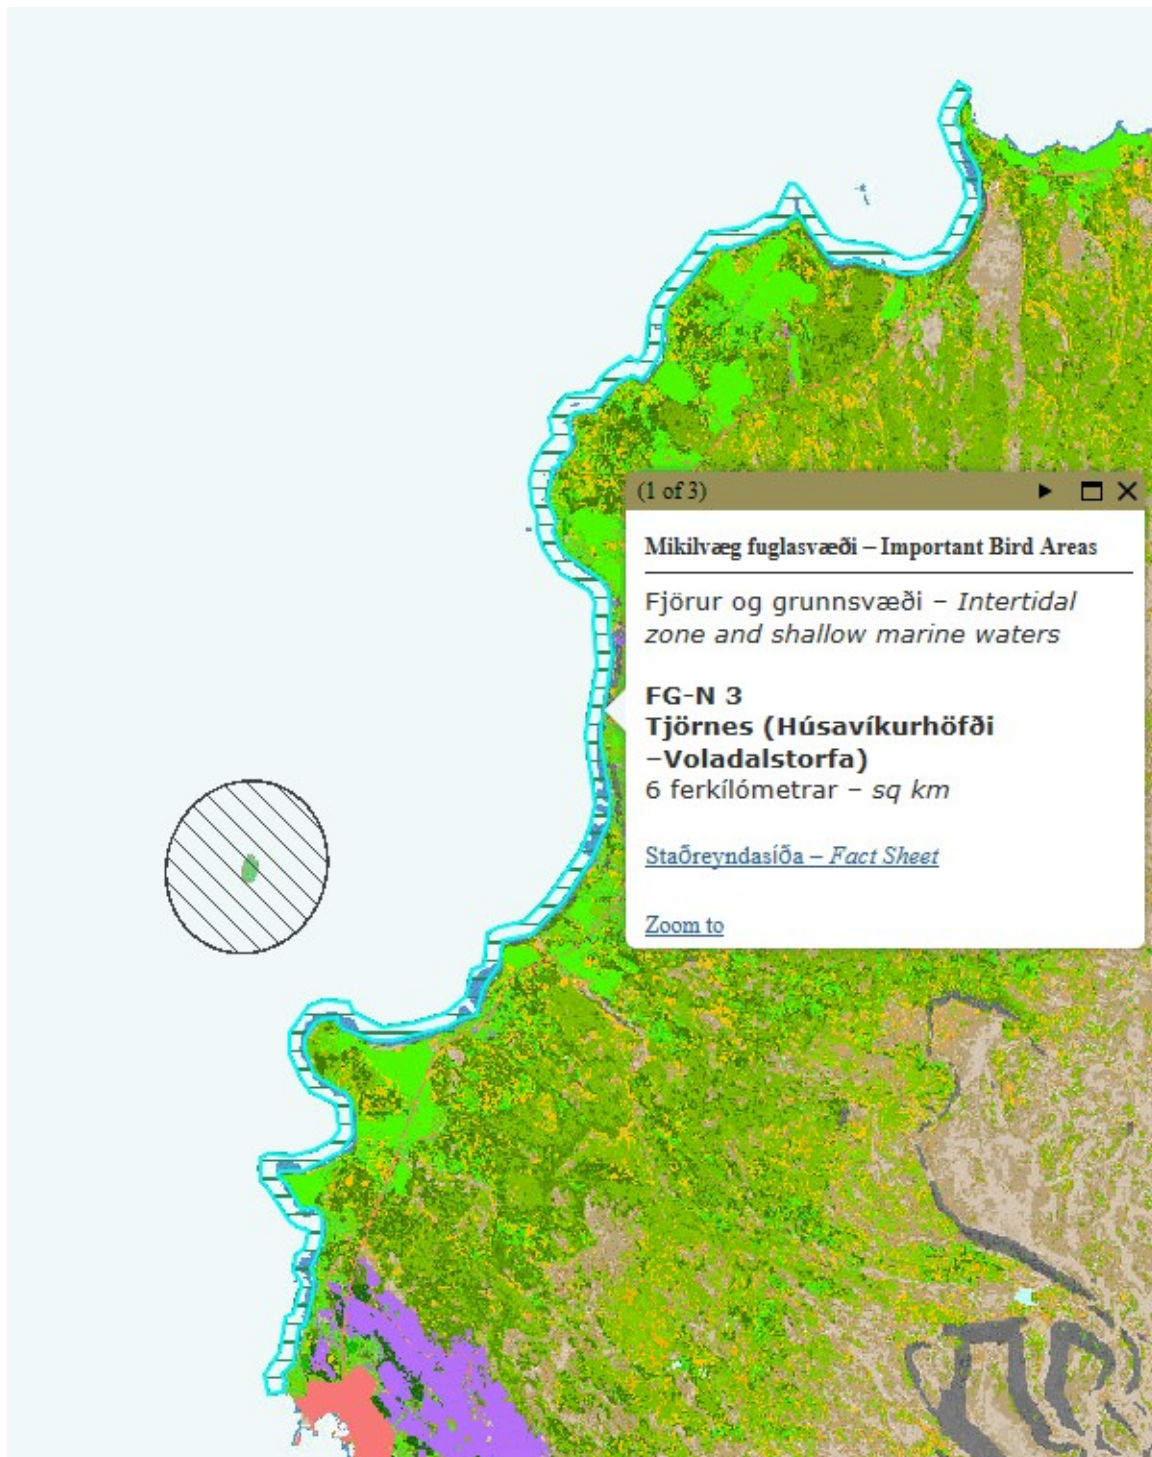 (1 of 3)
Mikilvæg fuglasvæði – Important Bird Areas
Fjörur og grunnsvæði – Intertidal
zone and shallow marine waters
FG-N 3
Tjörnes (Húsavíkurhöfði
–Voladalstorfa)
6 ferkílómetrar – sq km
Staðreyndasíða – Fact Sheet
Zoom to